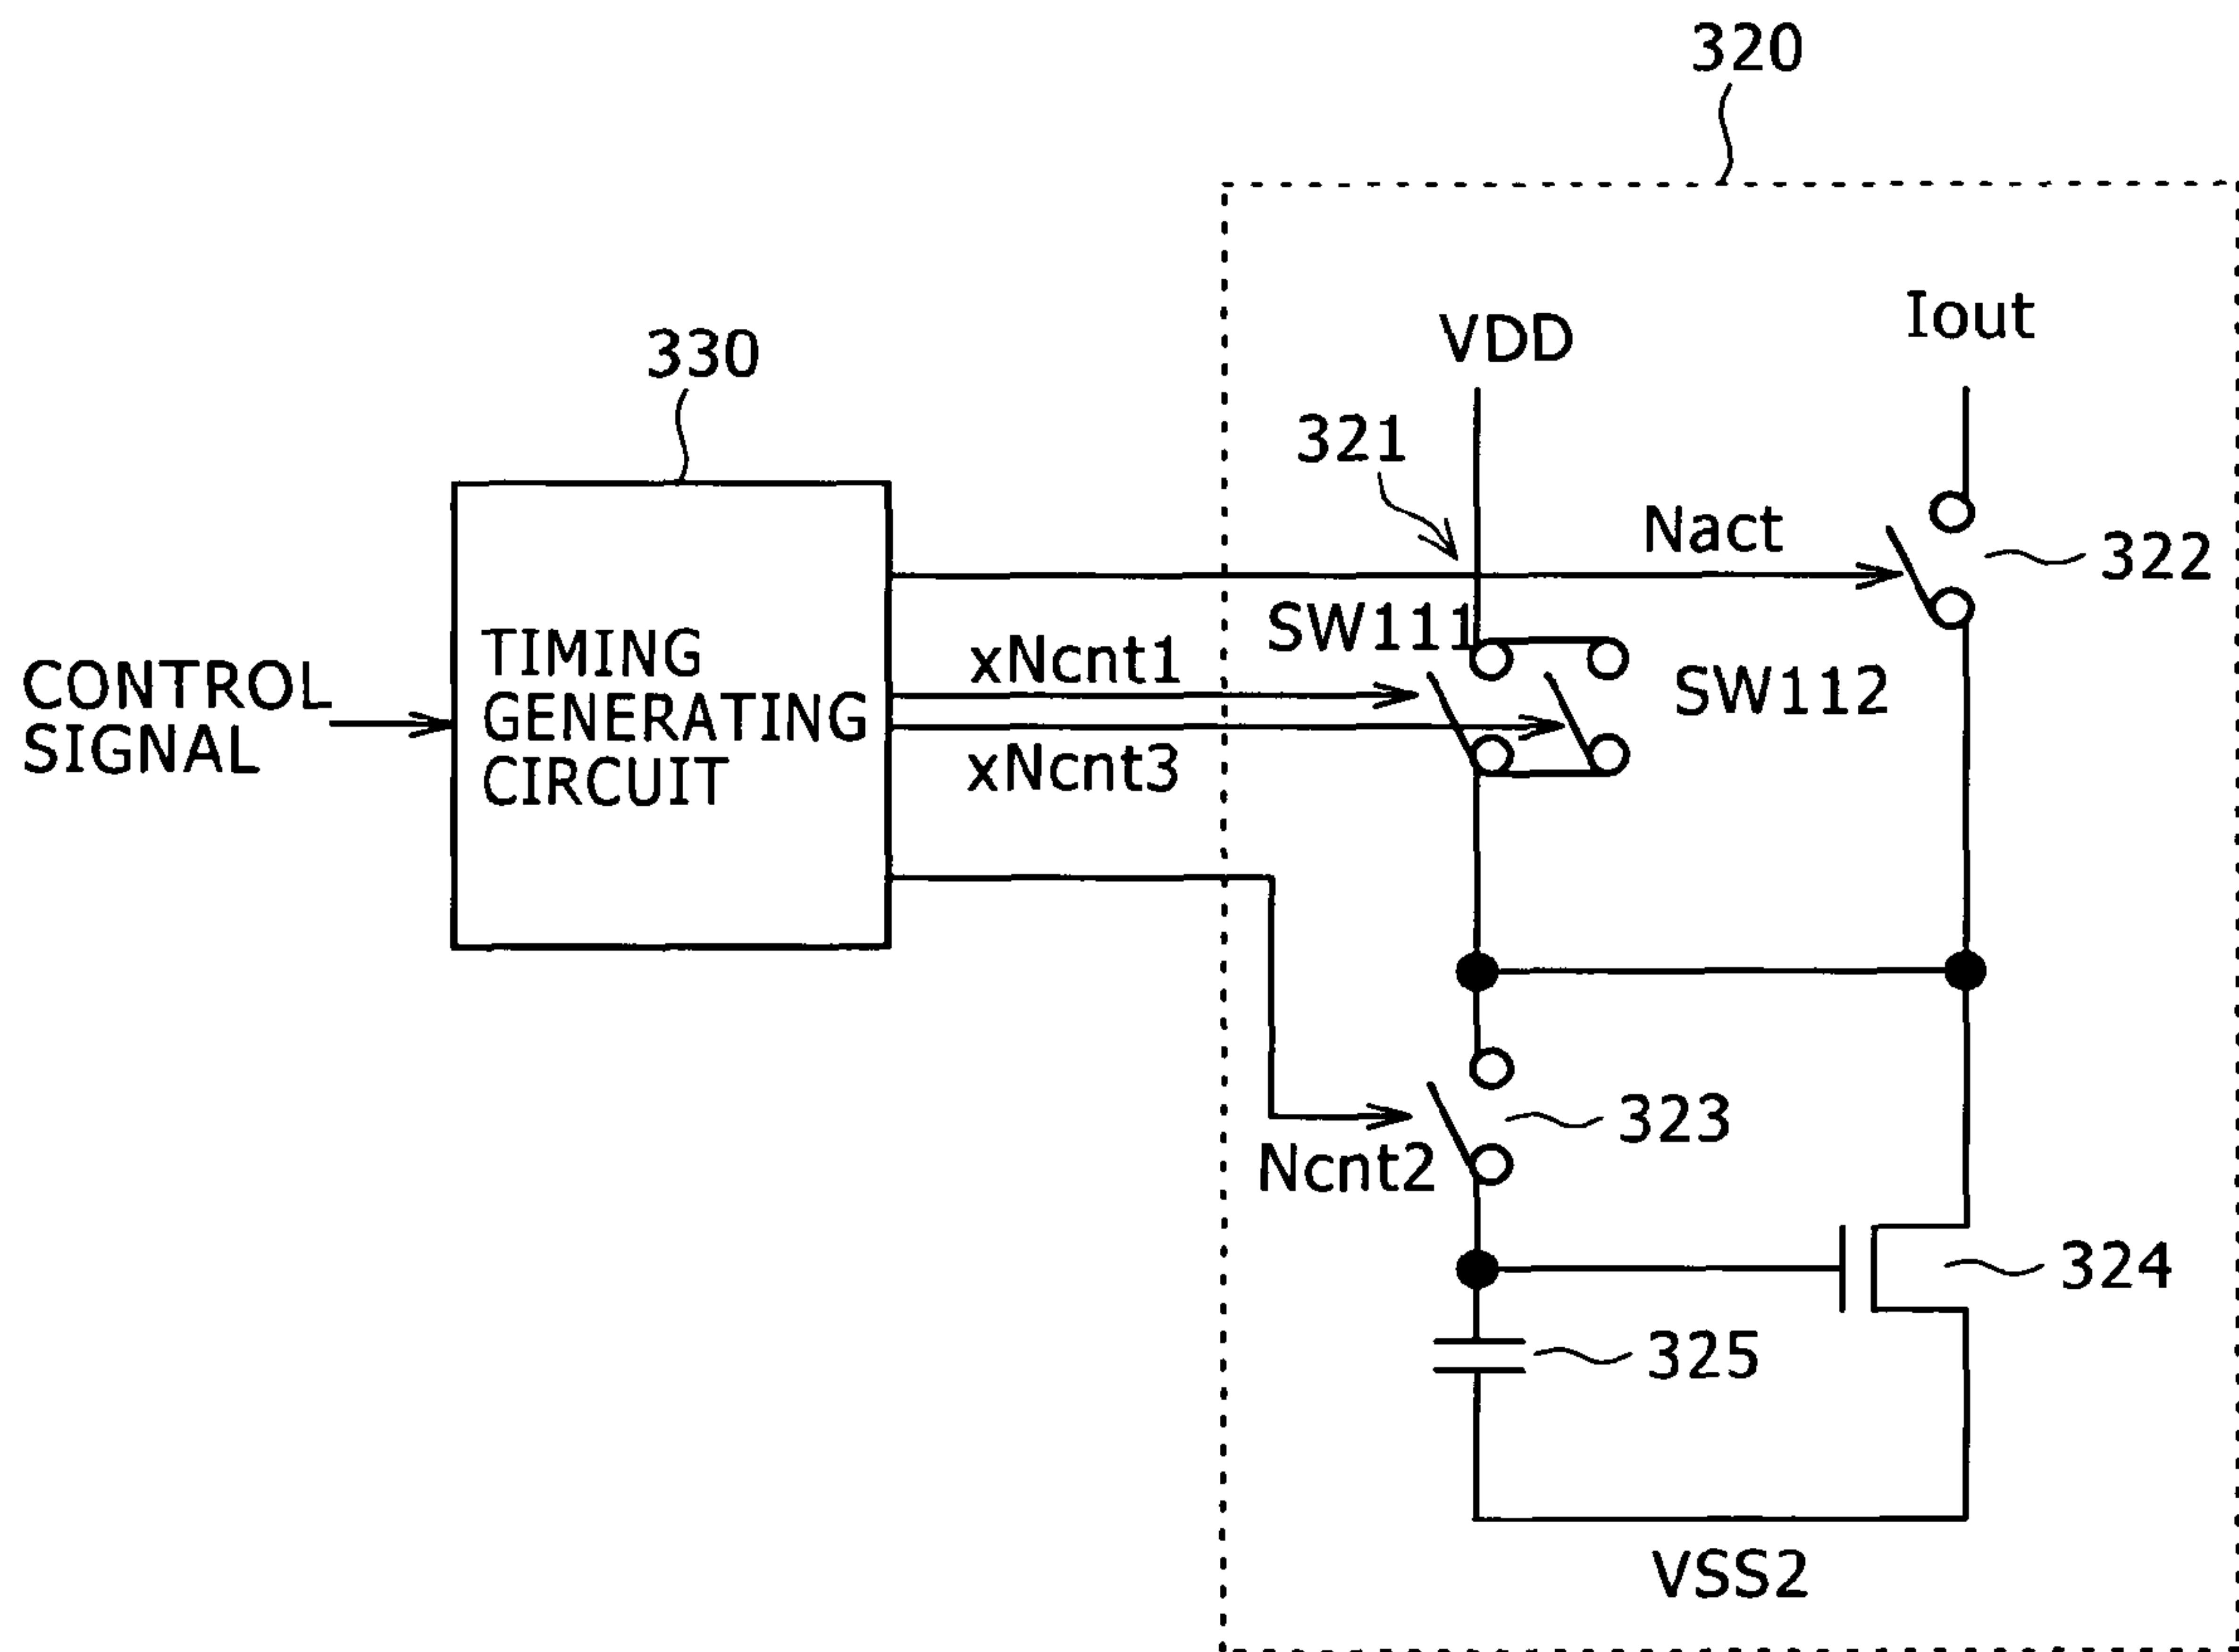 320
Iout
VDD
330
321
Nact
322
SW111
TIMING
GENERATING
CIRCUIT
xNcnt1
CONTROL
SIGNAL
SW112
xNcnt3
323
Ncnt2
324
325
VSS2